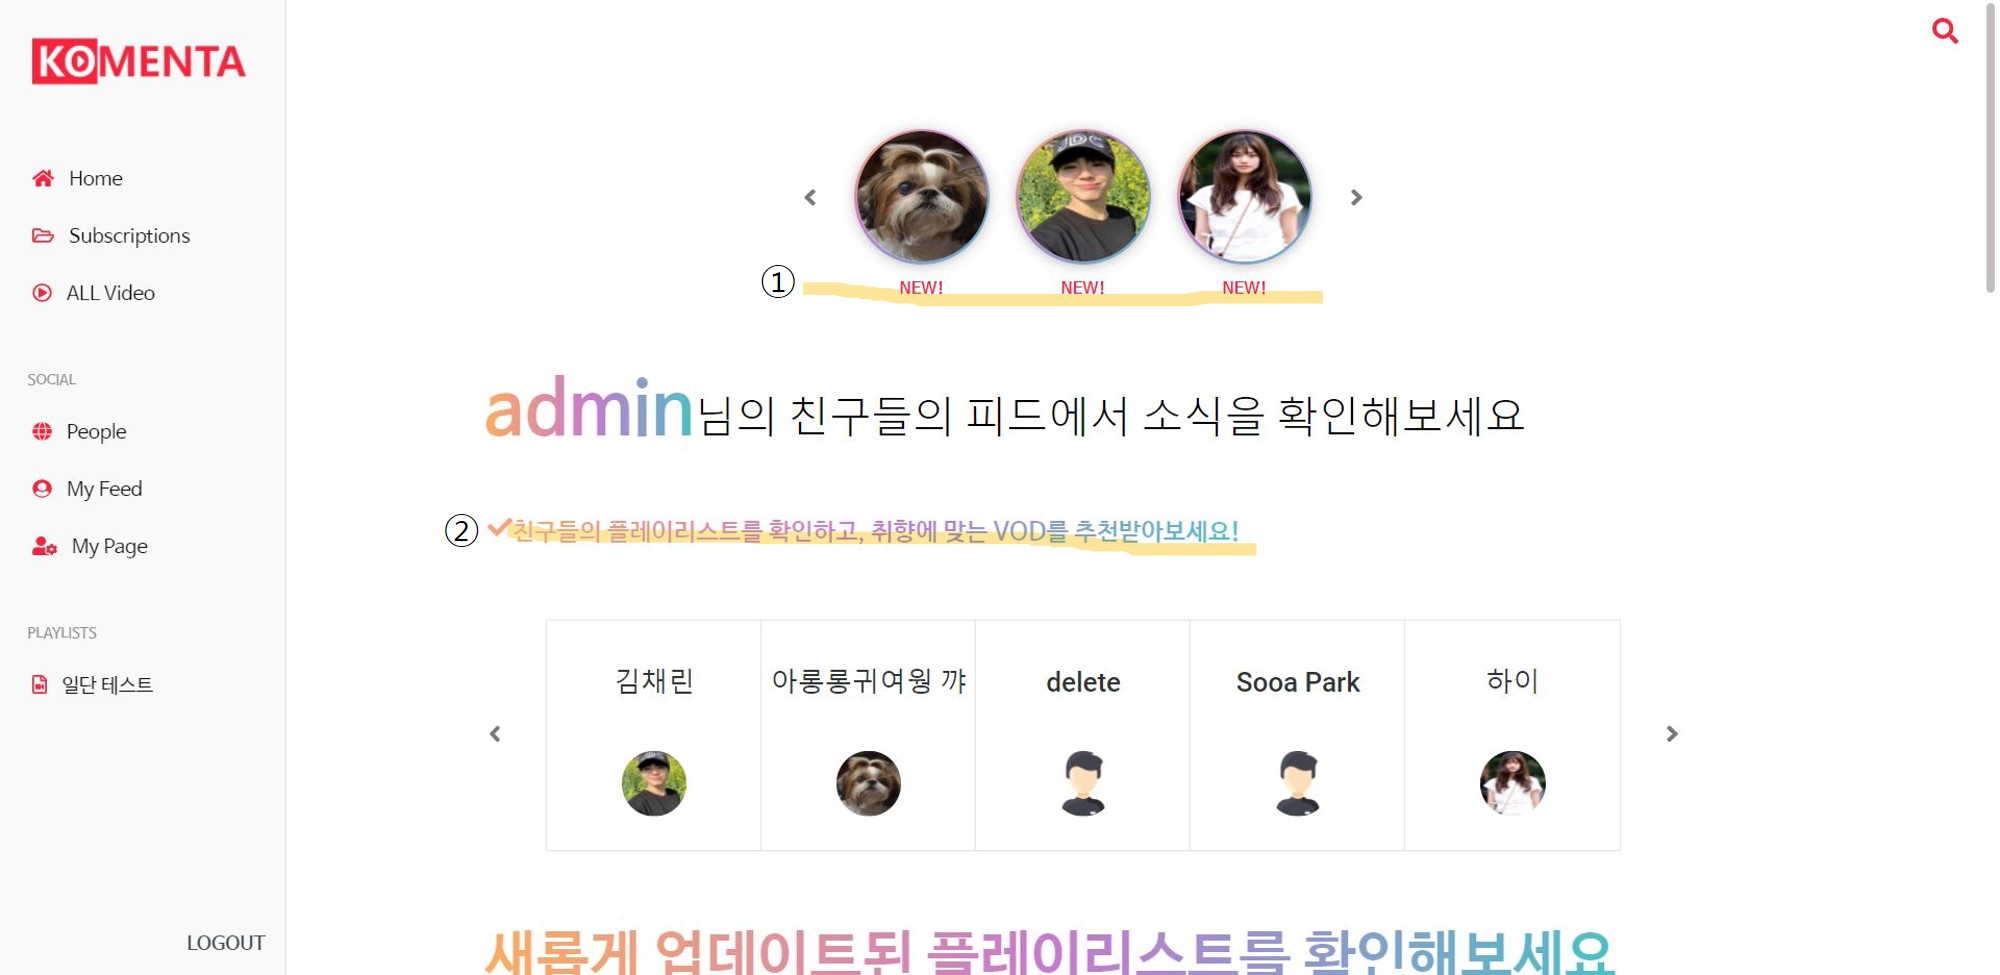 KOMENTA
Home
Subscriptions
ALL Video
SOCIAL
People
My Feed
My Page
PLAYLISTS
일단 테스트
LOGOUT
JDC
① NEW! NEW! NEW!
admin님의 친구들의 피드에서 소식을 확인해보세요
② 친구들의 플레이리스트를 확인하고, 취향에 맞는 VOD를 추천받아보세요!
김채린 아롱롱귀여웡 꺄 delete Sooa Park 하이
새롭게 업데이트된 플레이리스트를 확인해보세요